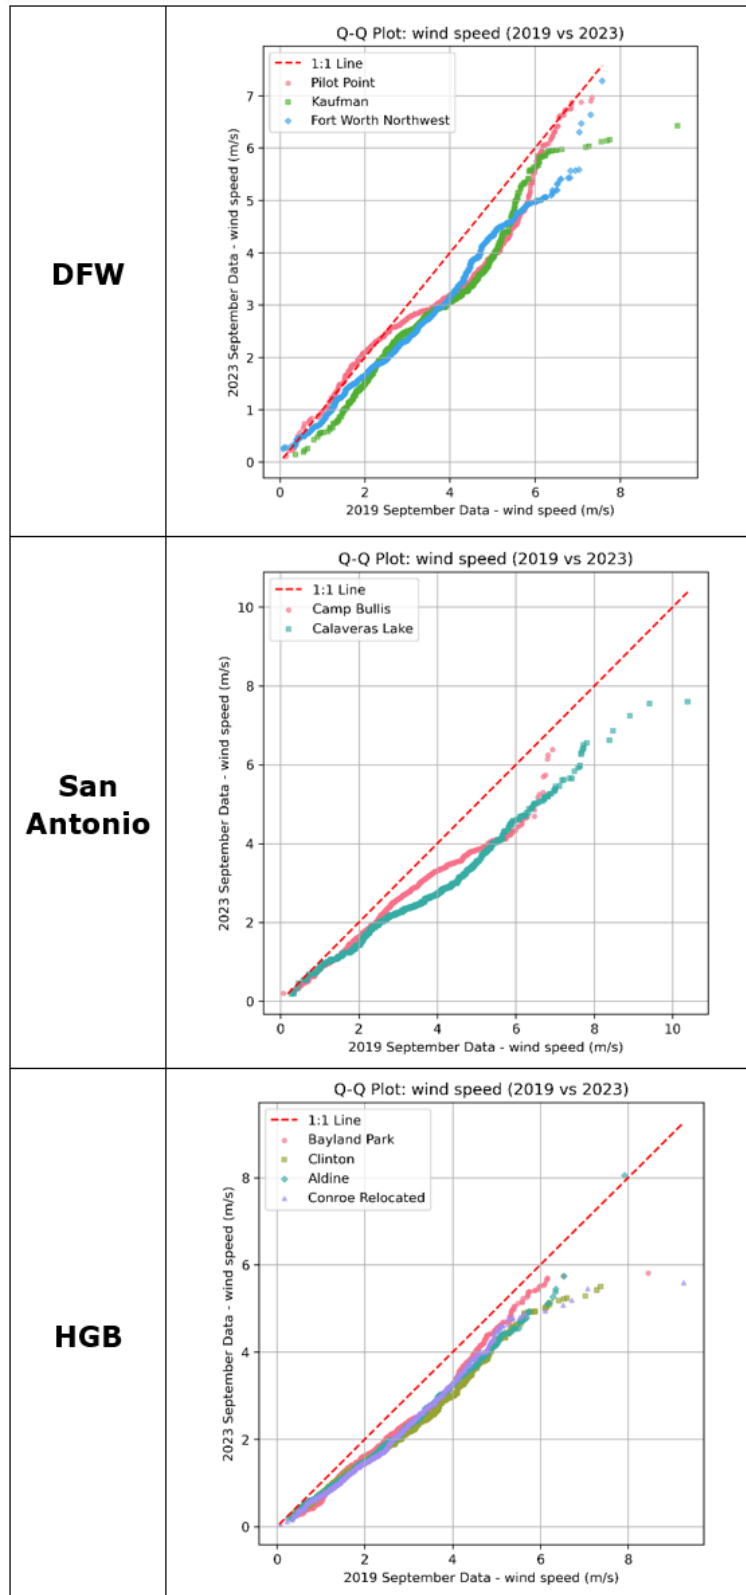 DFW
Q-Q Plot: wind speed (2019 vs 2023)
1:1 Line
Pilot Point
Kaufman
Fort Worth Northwest
2023 September Data - wind speed (m/s)
7
6
5
4
3
2
1
0
0 2 4 6 8
2019 September Data - wind speed (m/s)
San
Antonio
Q-Q Plot: wind speed (2019 vs 2023)
1:1 Line
Camp Bullis
Calaveras Lake
2023 September Data - wind speed (m/s)
10
8
6
4
2
0
0 2 4 6 8 10
2019 September Data - wind speed (m/s)
HGB
Q-Q Plot: wind speed (2019 vs 2023)
1:1 Line
Bayland Park
Clinton
Aldine
Conroe Relocated
2023 September Data - wind speed (m/s)
8
6
4
2
0
0 2 4 6 8
2019 September Data - wind speed (m/s)